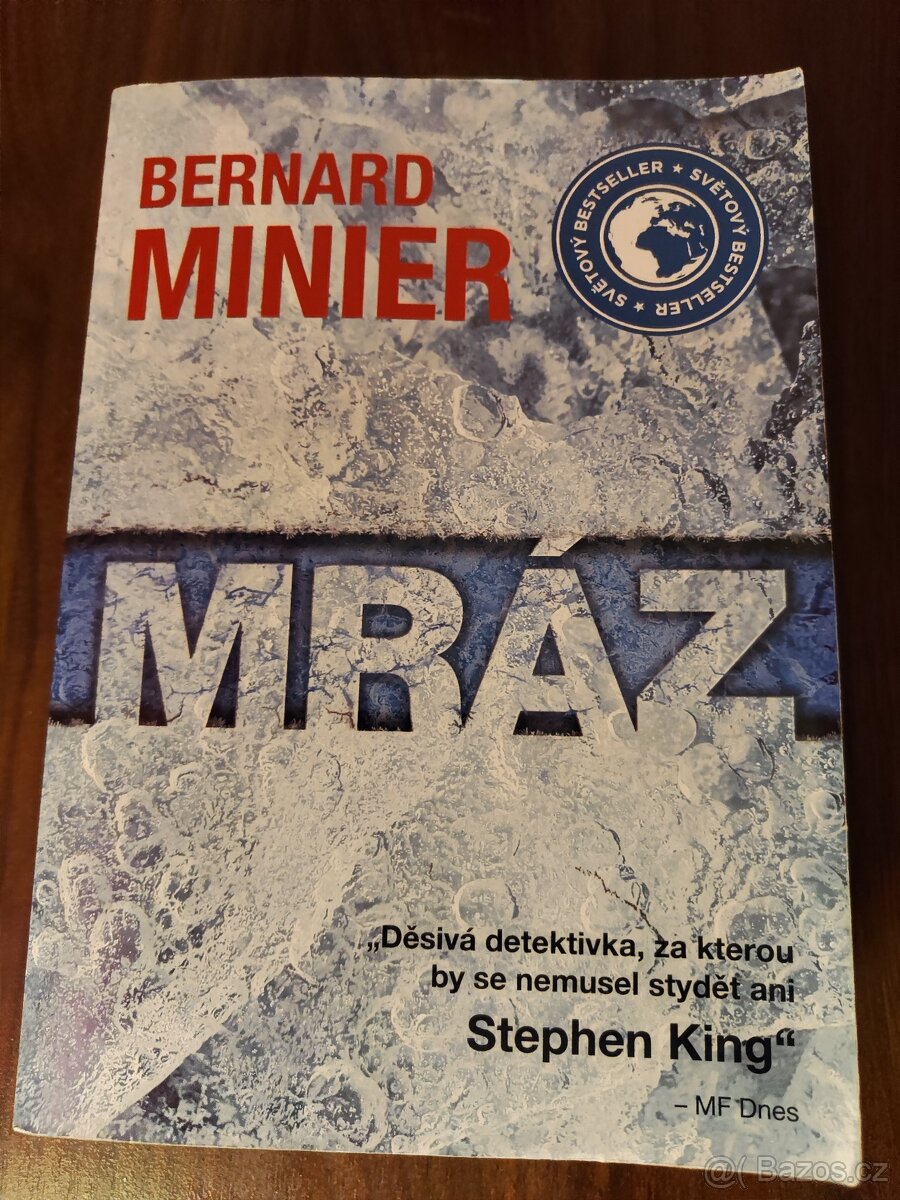 BERNARD
MINIER
SVĚTOVÝ BESTSELLER ★ SVĚTOVÝ BESTSELLER ★
MRÁZ
„Děsivá detektivka, za kterou
by se nemusel stydět ani
Stephen King“
– MF Dnes
@( Bazos.cz